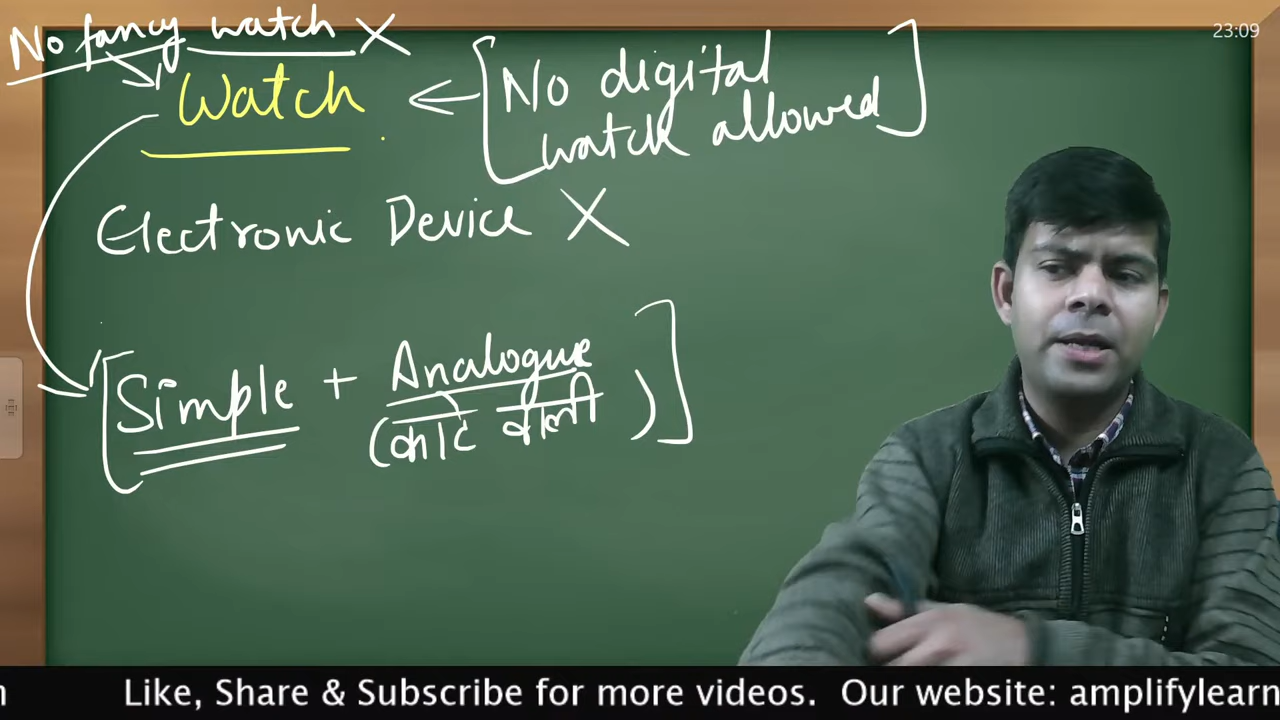 No fancy watch X
23:09
Watch ← [No digital
watch allowed]
Electronic Device X
[Simple + Analogue
(कांटे वाली)]
Like, Share & Subscribe for more videos. Our website: amplifylearn